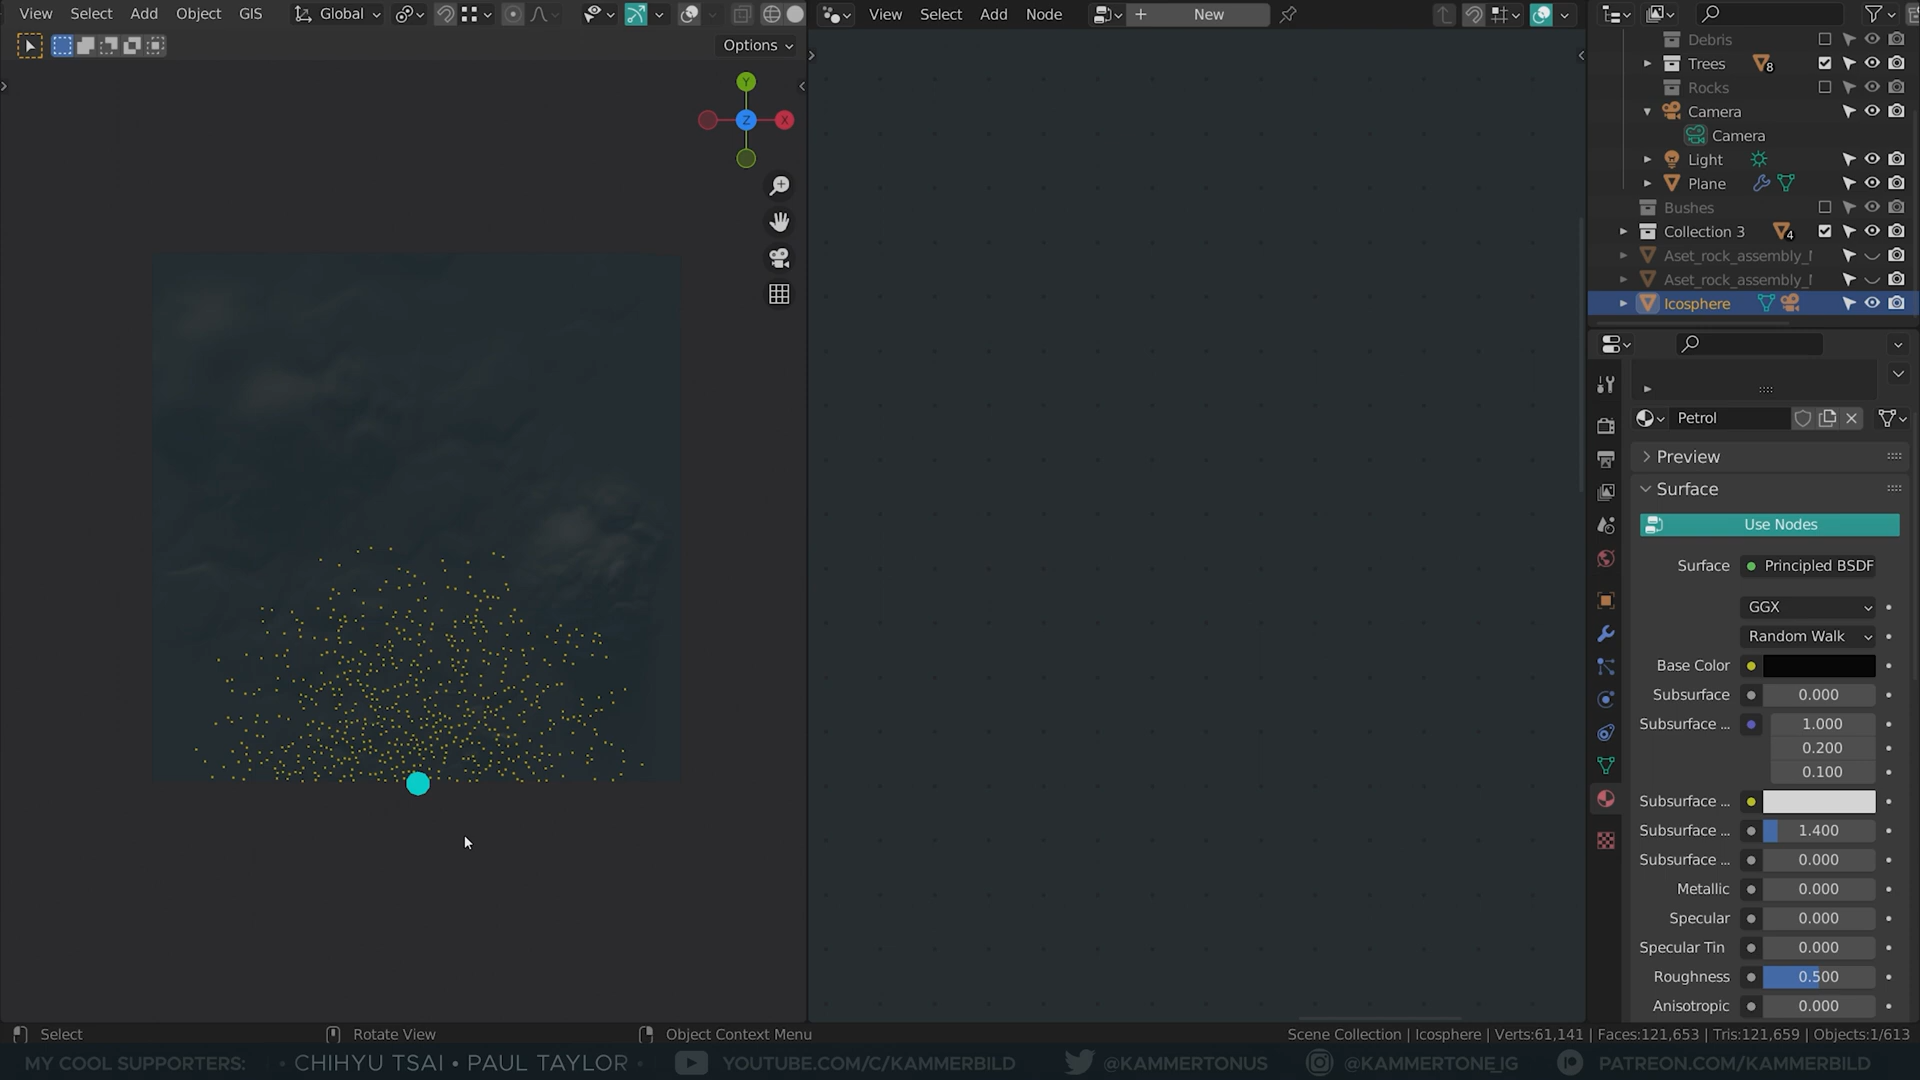 View Select Add Object GIS Global
Options
Y
Z X
View Select Add Node New
Debris
Trees 8
Rocks
Camera
Camera
Light
Plane
Bushes
Collection 3 4
Aset_rock_assembly_
Aset_rock_assembly_
Icosphere
Petrol
Preview
Surface
Use Nodes
Surface Principled BSDF
GGX
Random Walk
Base Color
Subsurface 0.000
Subsurface ... 1.000
0.200
0.100
Subsurface ...
Subsurface ... 1.400
Subsurface ... 0.000
Metallic 0.000
Specular 0.000
Specular Tin 0.000
Roughness 0.500
Anisotropic 0.000
Select Rotate View Object Context Menu Scene Collection | Icosphere | Verts:61,141 | Faces:121,653 | Tris:121,659 | Objects:1/613
MY COOL SUPPORTERS: • CHIHYU TSAI • PAUL TAYLOR YOUTUBE.COM/C/KAMMERBILD @KAMMERTONUS @KAMMERTONE_IG PATREON.COM/KAMMERBILD